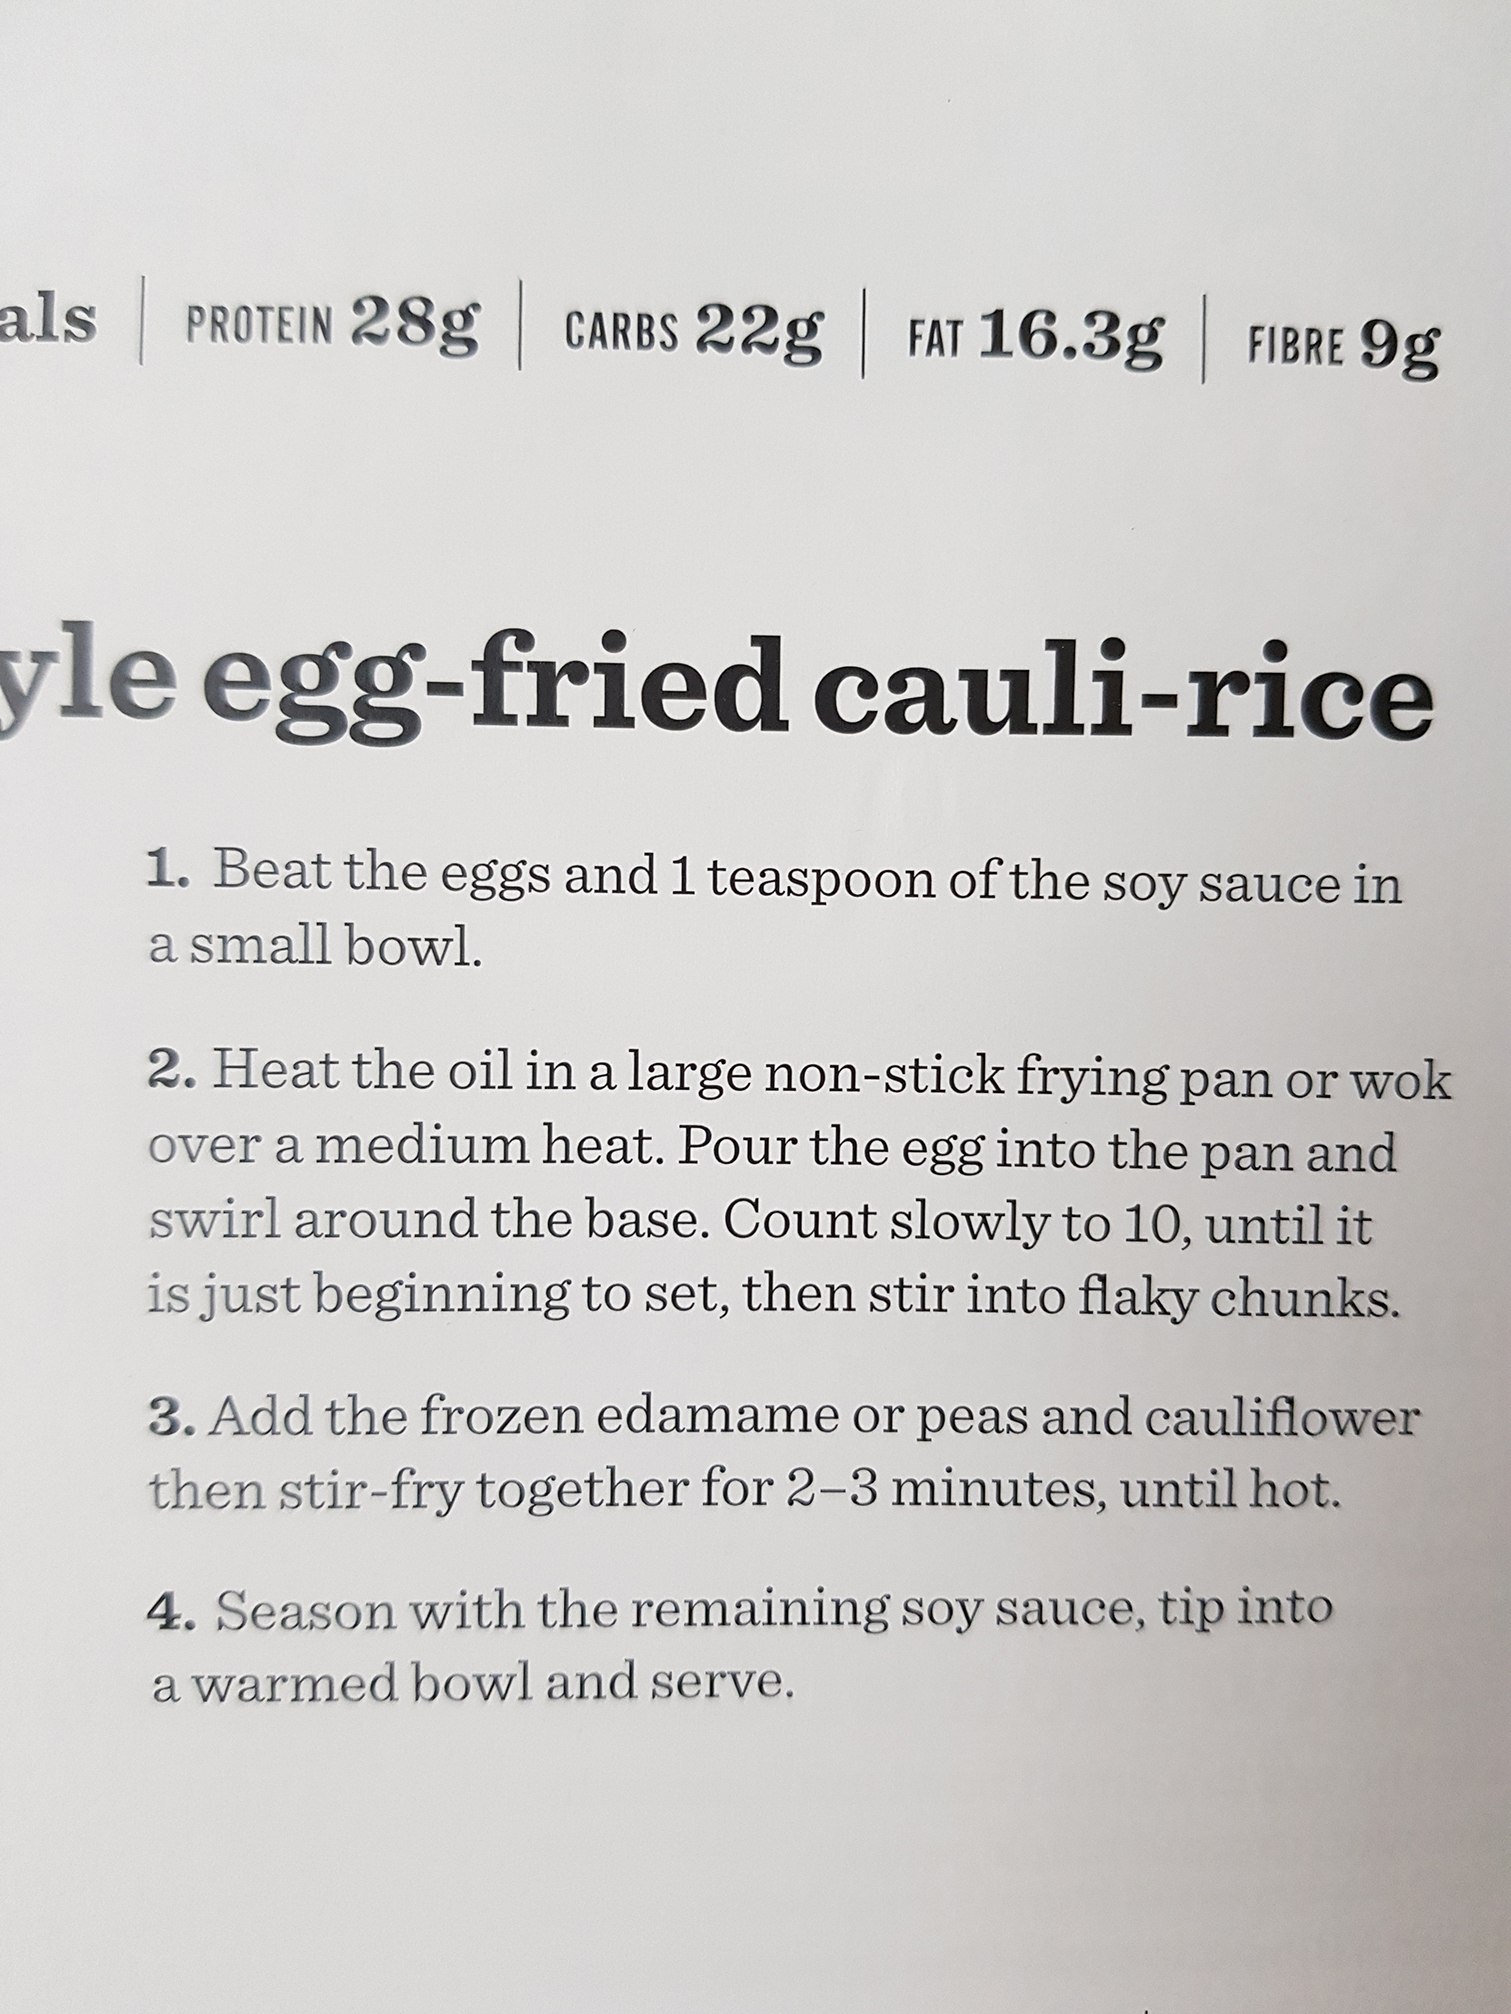 als | PROTEIN 28g | CARBS 22g | FAT 16.3g | FIBRE 9g
yle egg-fried cauli-rice
1. Beat the eggs and 1 teaspoon of the soy sauce in
a small bowl.
2. Heat the oil in a large non-stick frying pan or wok
over a medium heat. Pour the egg into the pan and
swirl around the base. Count slowly to 10, until it
is just beginning to set, then stir into flaky chunks.
3. Add the frozen edamame or peas and cauliflower
then stir-fry together for 2–3 minutes, until hot.
4. Season with the remaining soy sauce, tip into
a warmed bowl and serve.